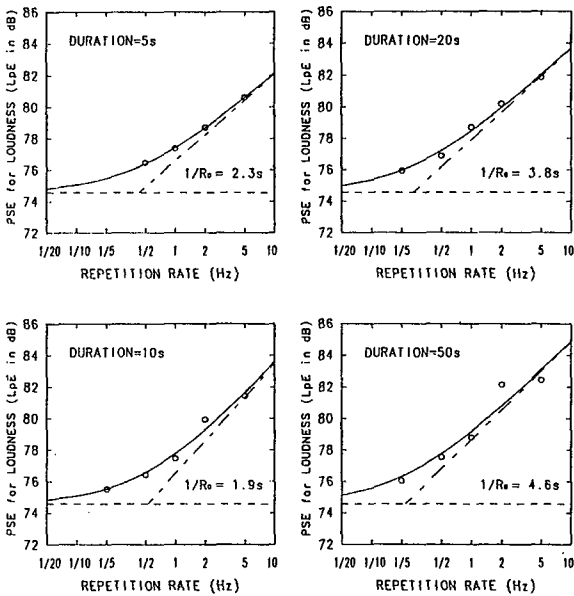 PSE for LOUDNESS (LpE in dB)
86
84
82
80
78
76
74
72
DURATION=5s
1/R₀ = 2.3s
1/20 1/10 1/5 1/2 1 2 5 10
REPETITION RATE (Hz)
PSE for LOUDNESS (LpE in dB)
86
84
82
80
78
76
74
72
DURATION=20s
1/R₀ = 3.8s
1/20 1/10 1/5 1/2 1 2 5 10
REPETITION RATE (Hz)
PSE for LOUDNESS (LpE in dB)
86
84
82
80
78
76
74
72
DURATION=10s
1/R₀ = 1.9s
1/20 1/10 1/5 1/2 1 2 5 10
REPETITION RATE (Hz)
PSE for LOUDNESS (LpE in dB)
86
84
82
80
78
76
74
72
DURATION=50s
1/R₀ = 4.6s
1/20 1/10 1/5 1/2 1 2 5 10
REPETITION RATE (Hz)